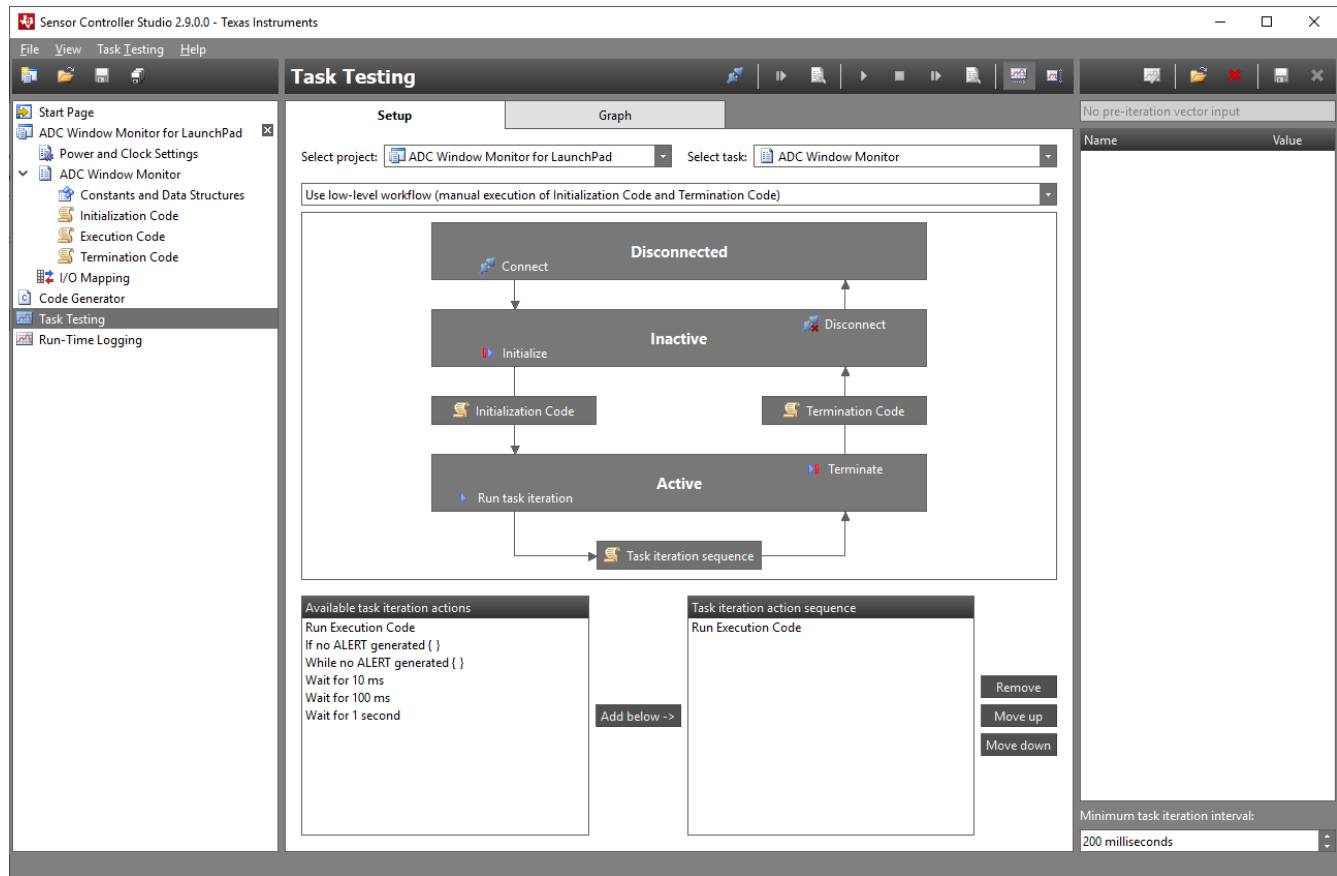 Sensor Controller Studio 2.9.0.0 - Texas Instruments
File View Task Testing Help
Task Testing
Start Page
ADC Window Monitor for LaunchPad
Power and Clock Settings
ADC Window Monitor
Constants and Data Structures
Initialization Code
Execution Code
Termination Code
I/O Mapping
Code Generator
Task Testing
Run-Time Logging
Setup Graph
Select project: ADC Window Monitor for LaunchPad Select task: ADC Window Monitor
Use low-level workflow (manual execution of Initialization Code and Termination Code)
Disconnected
Connect
Disconnect
Inactive
Initialize
Initialization Code Termination Code
Terminate
Active
Run task iteration
Task iteration sequence
Available task iteration actions
Run Execution Code
If no ALERT generated { }
While no ALERT generated { }
Wait for 10 ms
Wait for 100 ms
Wait for 1 second
Add below ->
Task iteration action sequence
Run Execution Code
Remove
Move up
Move down
No pre-iteration vector input
Name Value
Minimum task iteration interval:
200 milliseconds